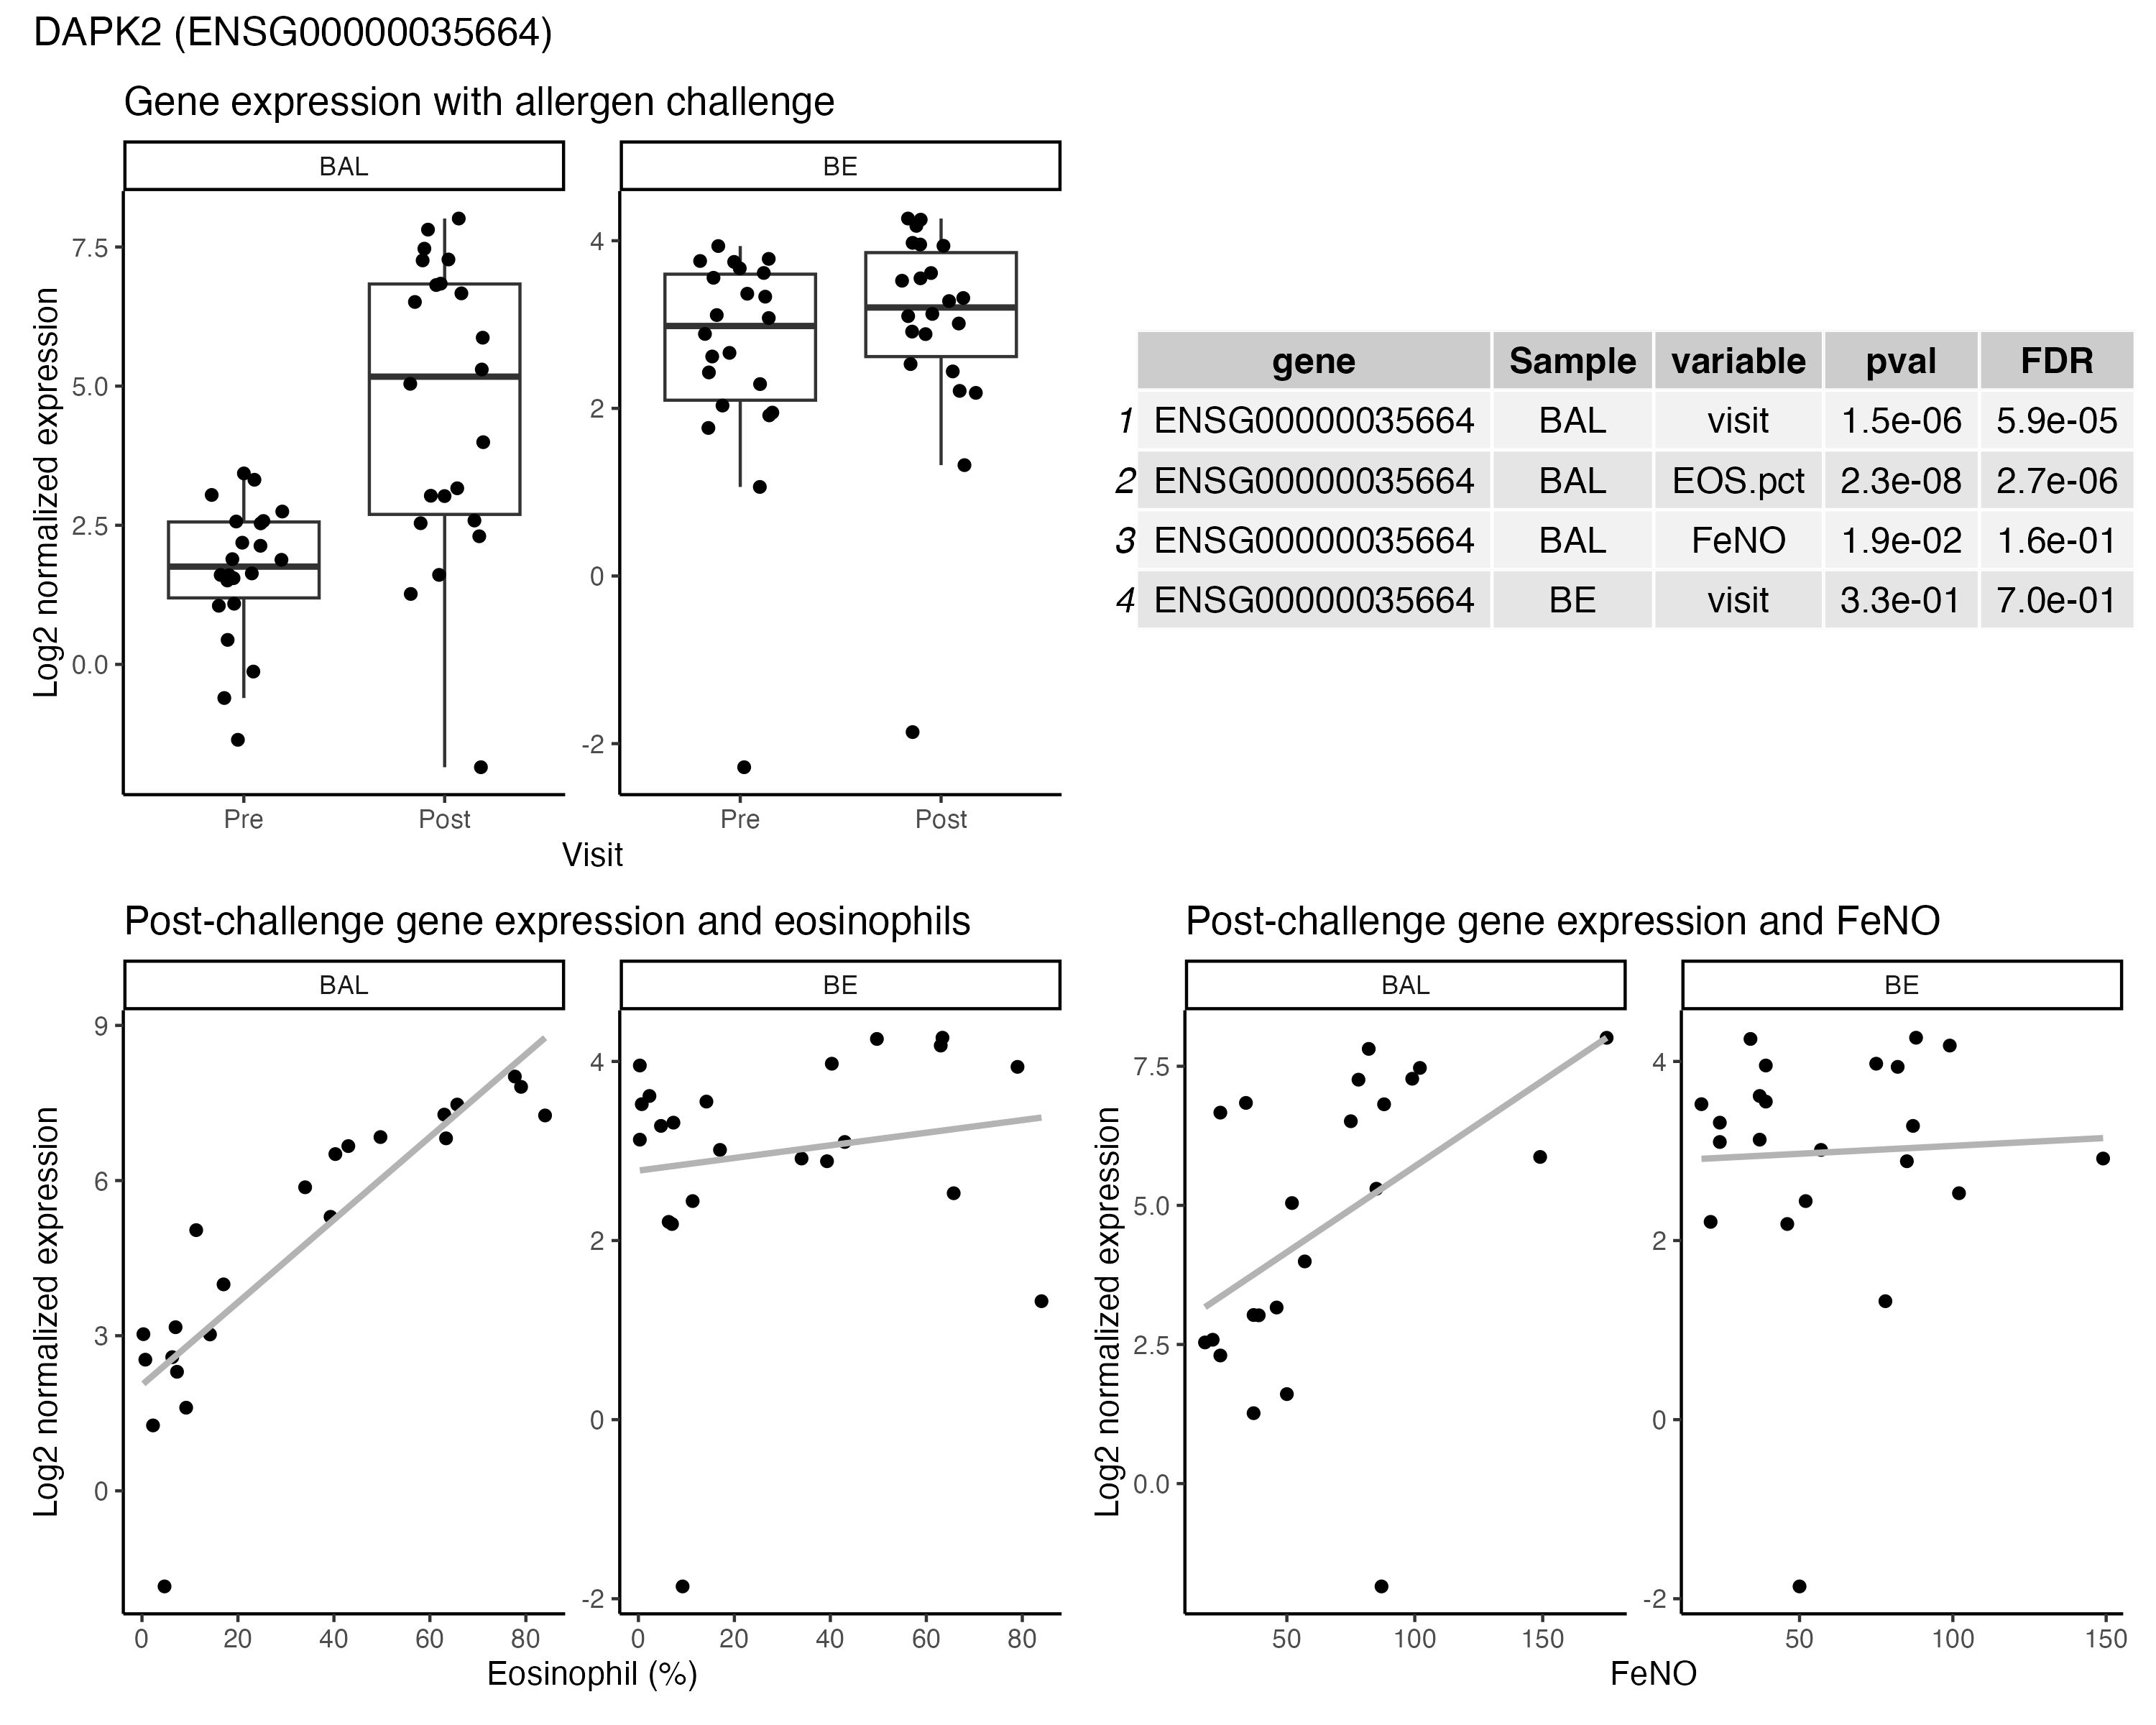 DAPK2 (ENSG00000035664)
Gene expression with allergen challenge
BAL
BE
Log2 normalized expression
7.5
5.0
2.5
0.0
4
2
0
-2
Pre
Post
Pre
Post
Visit
gene Sample variable pval FDR
1 ENSG00000035664 BAL visit 1.5e-06 5.9e-05
2 ENSG00000035664 BAL EOS.pct 2.3e-08 2.7e-06
3 ENSG00000035664 BAL FeNO 1.9e-02 1.6e-01
4 ENSG00000035664 BE visit 3.3e-01 7.0e-01
Post-challenge gene expression and eosinophils
BAL
BE
Log2 normalized expression
9
6
3
0
4
2
0
-2
0 20 40 60 80
0 20 40 60 80
Eosinophil (%)
Post-challenge gene expression and FeNO
BAL
BE
Log2 normalized expression
7.5
5.0
2.5
0.0
4
2
0
-2
50 100 150
50 100 150
FeNO